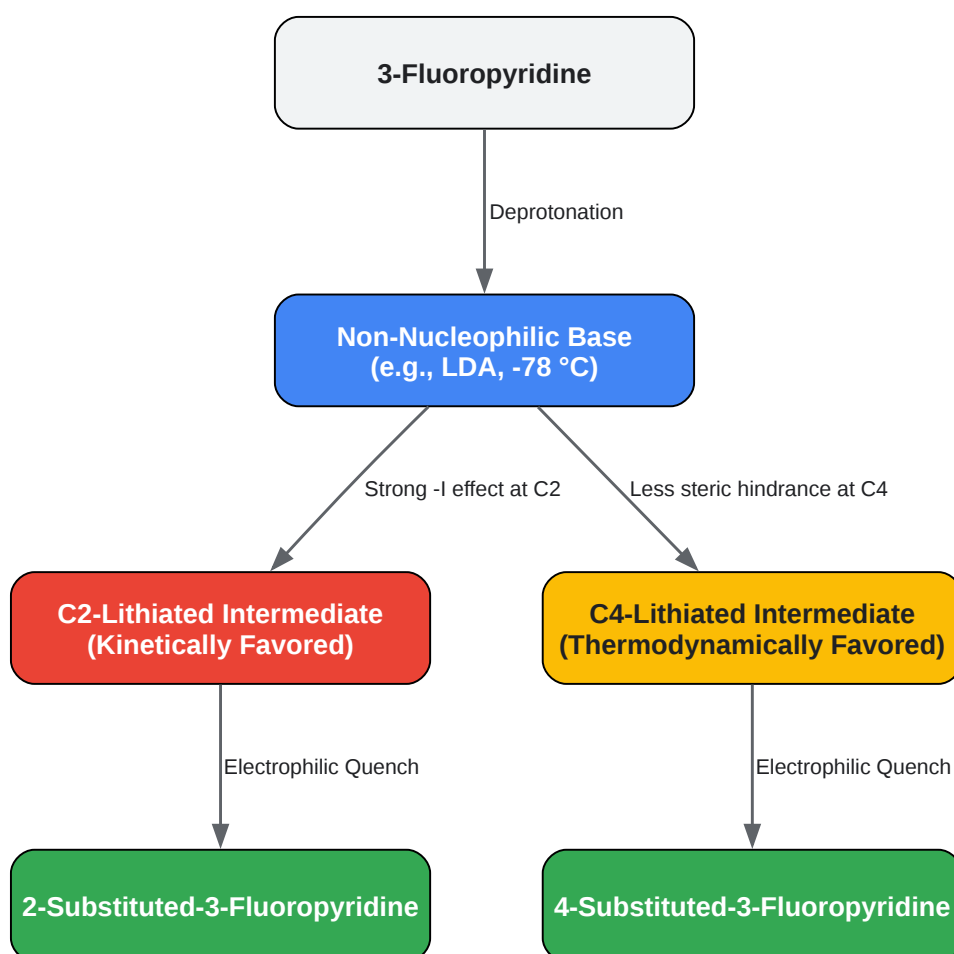 3-Fluoropyridine
Deprotonation
Non-Nucleophilic Base
(e.g., LDA, -78 °C)
Strong -I effect at C2
Less steric hindrance at C4
C2-Lithiated Intermediate
(Kinetically Favored)
C4-Lithiated Intermediate
(Thermodynamically Favored)
Electrophilic Quench
Electrophilic Quench
2-Substituted-3-Fluoropyridine
4-Substituted-3-Fluoropyridine